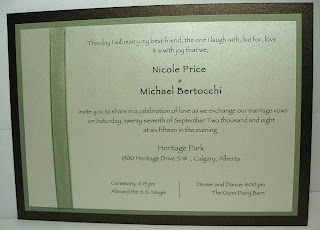 This day I will marry my best friend, the one I laugh with, live for, love
it is with joy that we,
Nicole Price
&
Michael Bertocchi
invite you to share in a celebration of love as we exchange our marriage vows
on Saturday, twenty seventh of September Two thousand and eight
at six fifteen in the evening
Heritage Park
1900 Heritage Drive S.W. , Calgary, Alberta
Ceremony: 6:15 pm
Aboard the S.S. Moyie
Dinner and Dance: 8:00 pm
The Gunn Dairy Barn